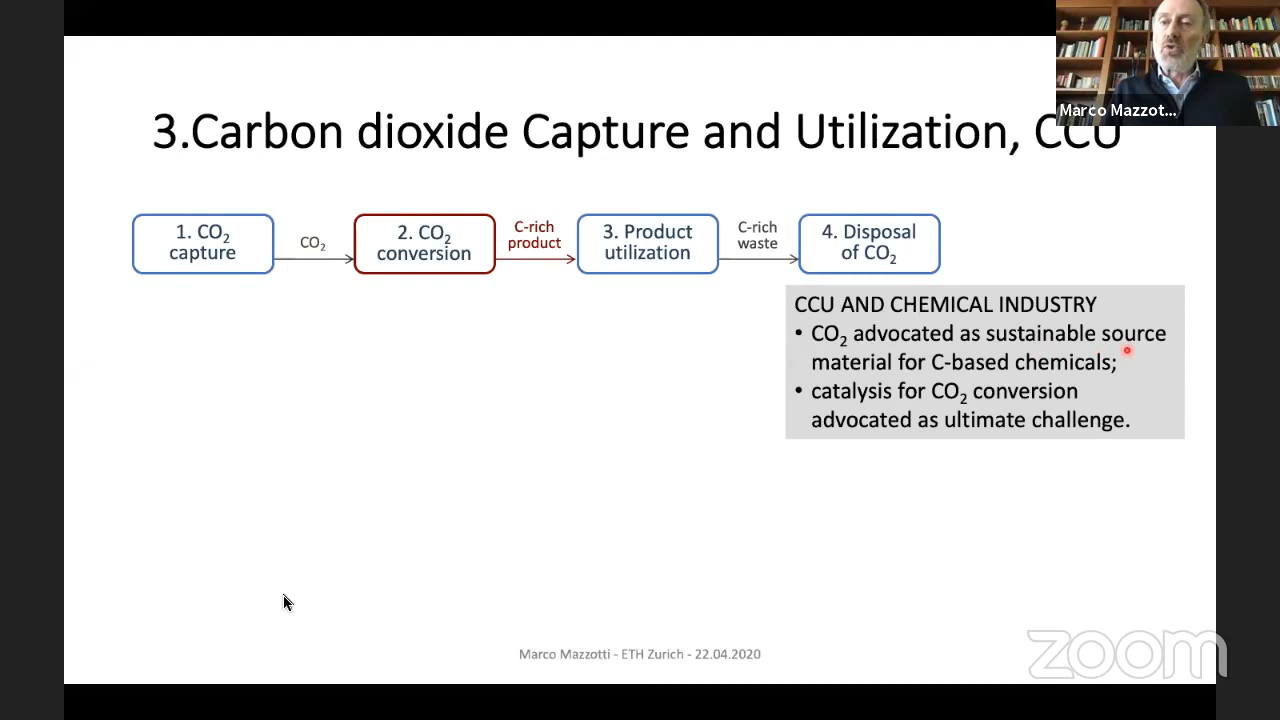 Marco Mazzot...
3.Carbon dioxide Capture and Utilization, CCU
1. CO₂
capture
CO₂
2. CO₂
conversion
C-rich
product
3. Product
utilization
C-rich
waste
4. Disposal
of CO₂
CCU AND CHEMICAL INDUSTRY
• CO₂ advocated as sustainable source
material for C-based chemicals;
• catalysis for CO₂ conversion
advocated as ultimate challenge.
Marco Mazzotti - ETH Zurich - 22.04.2020
zoom